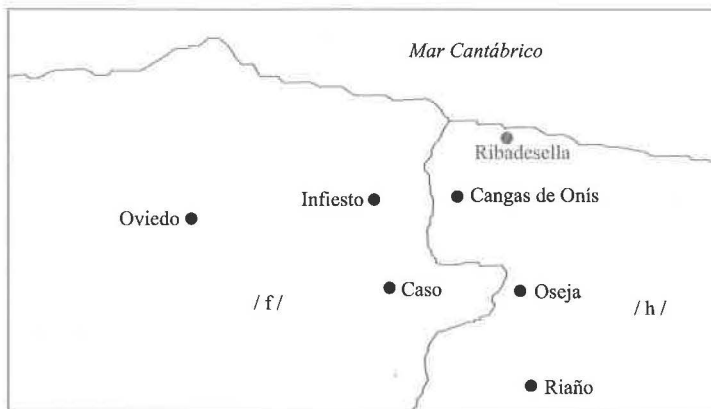 Mar Cantábrico
Ribadesella
Infiesto
Cangas de Onís
Oviedo
Caso
Oseja
/ f /
/ h /
Riaño